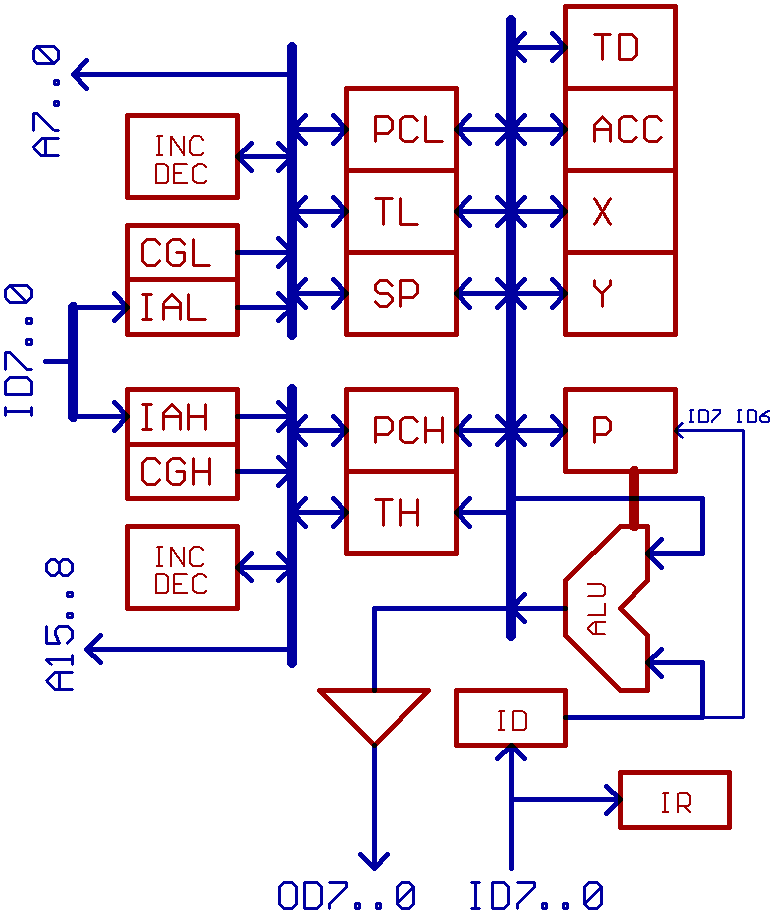 A7..0
TD
INC
DEC
PCL
ACC
CGL
TL
X
IAL
SP
Y
ID7..0
IAH
PCH
P
ID7 ID6
CGH
TH
INC
DEC
ALU
A15..8
ID
IR
OD7..0
ID7..0